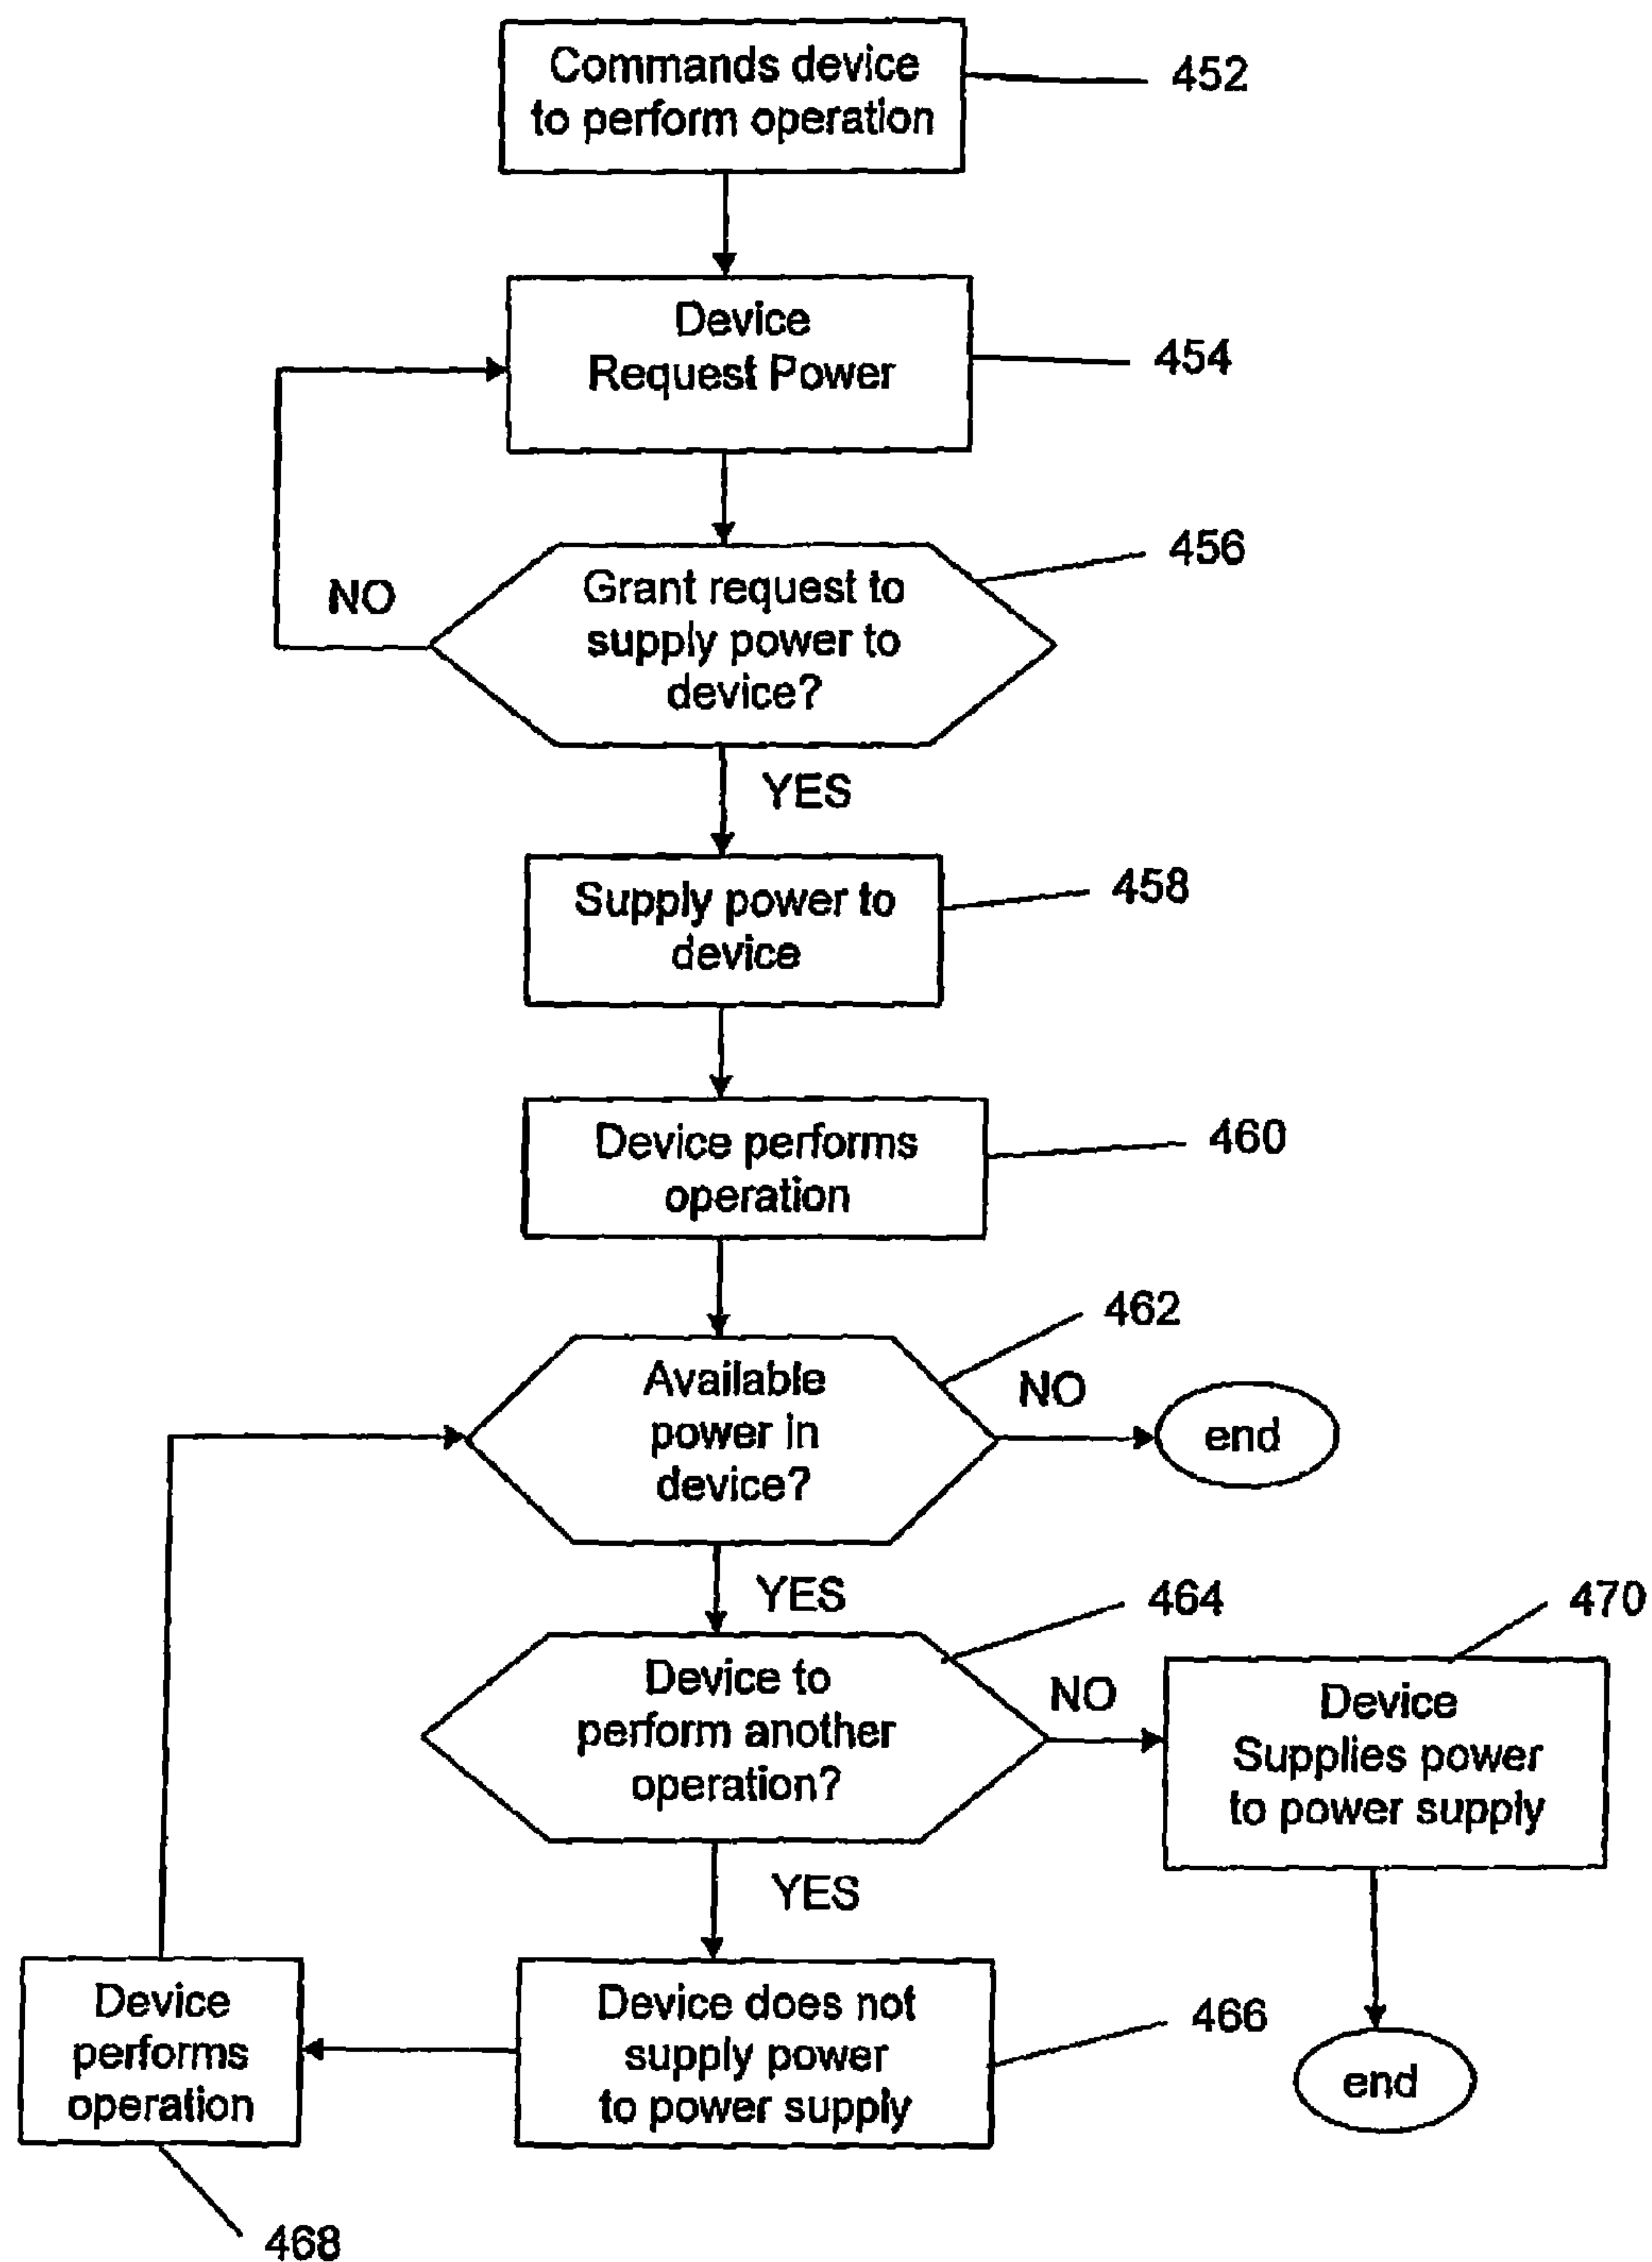 Commands device
to perform operation
452
Device
Request Power
454
Grant request to
supply power to
device?
456
NO
YES
Supply power to
device
458
Device performs
operation
460
Available
power in
device?
462
NO
end
YES
Device to
perform another
operation?
464
NO
470
Device
Supplies power
to power supply
YES
Device does not
supply power
to power supply
466
Device
performs
operation
468
end